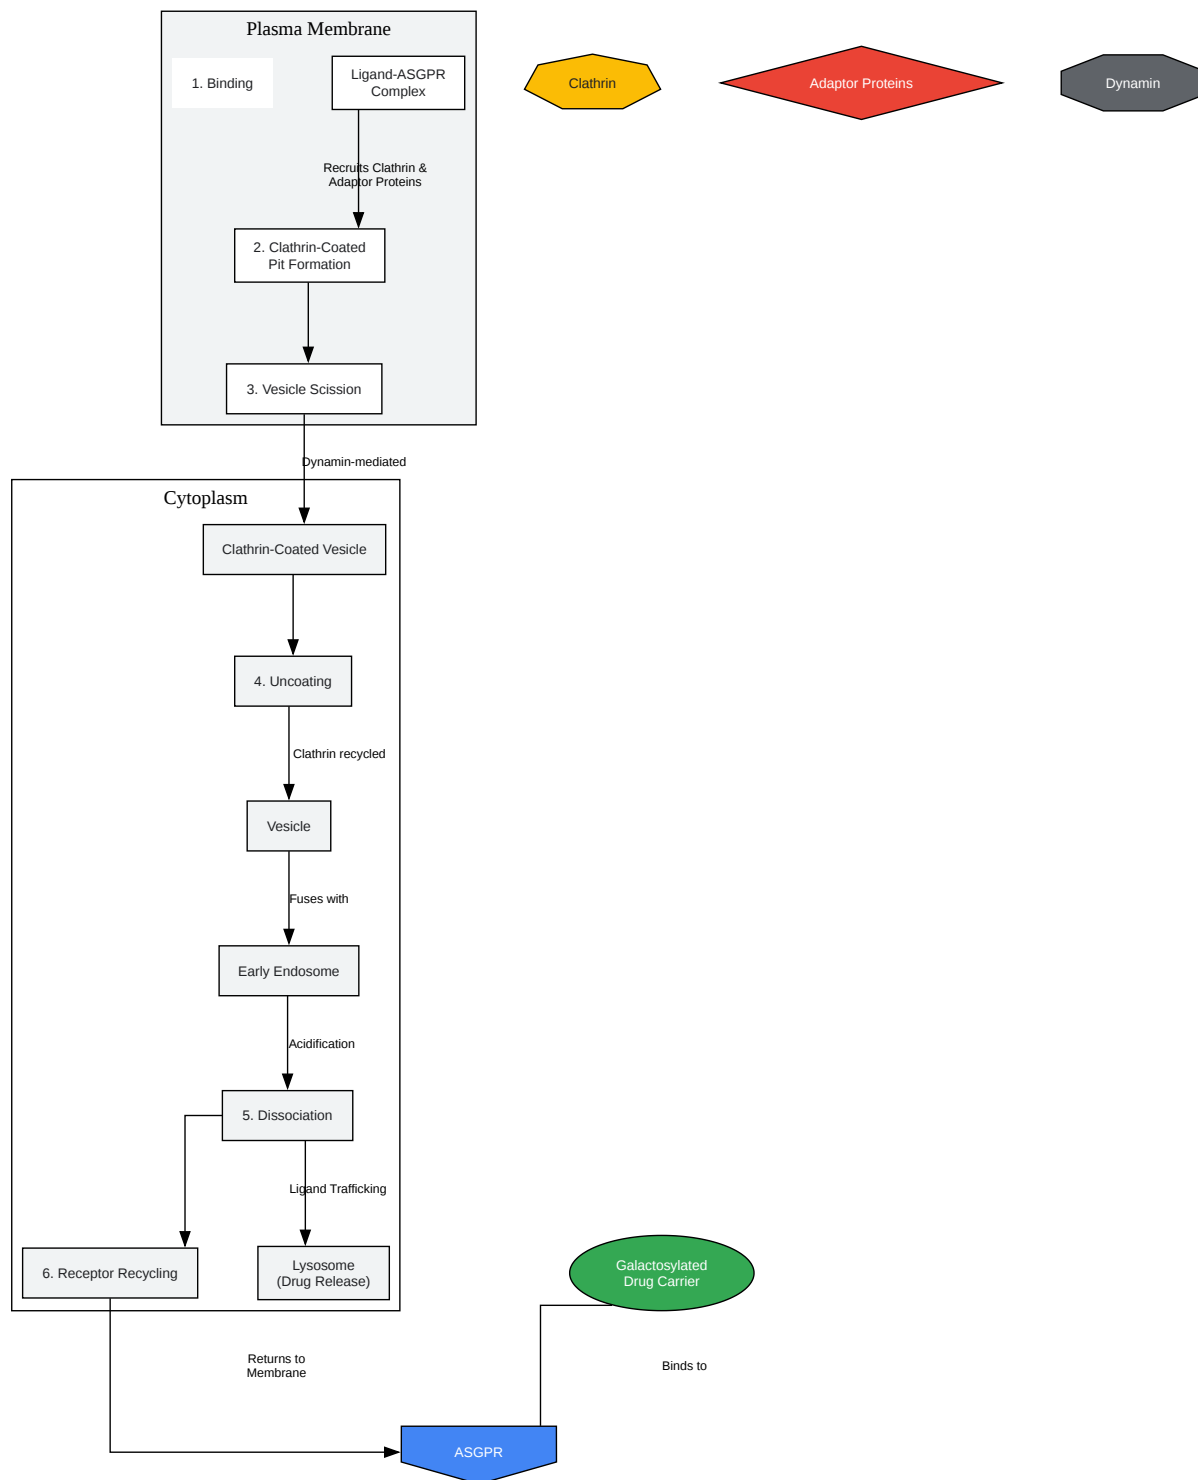 Plasma Membrane
1. Binding
Ligand-ASGPR
Complex
Clathrin
Adaptor Proteins
Dynamin
Recruits Clathrin &
Adaptor Proteins
2. Clathrin-Coated
Pit Formation
3. Vesicle Scission
Dynamin-mediated
Cytoplasm
Clathrin-Coated Vesicle
4. Uncoating
Clathrin recycled
Vesicle
Fuses with
Early Endosome
Acidification
5. Dissociation
Ligand Trafficking
6. Receptor Recycling
Lysosome
(Drug Release)
Galactosylated
Drug Carrier
Returns to
Membrane
Binds to
ASGPR